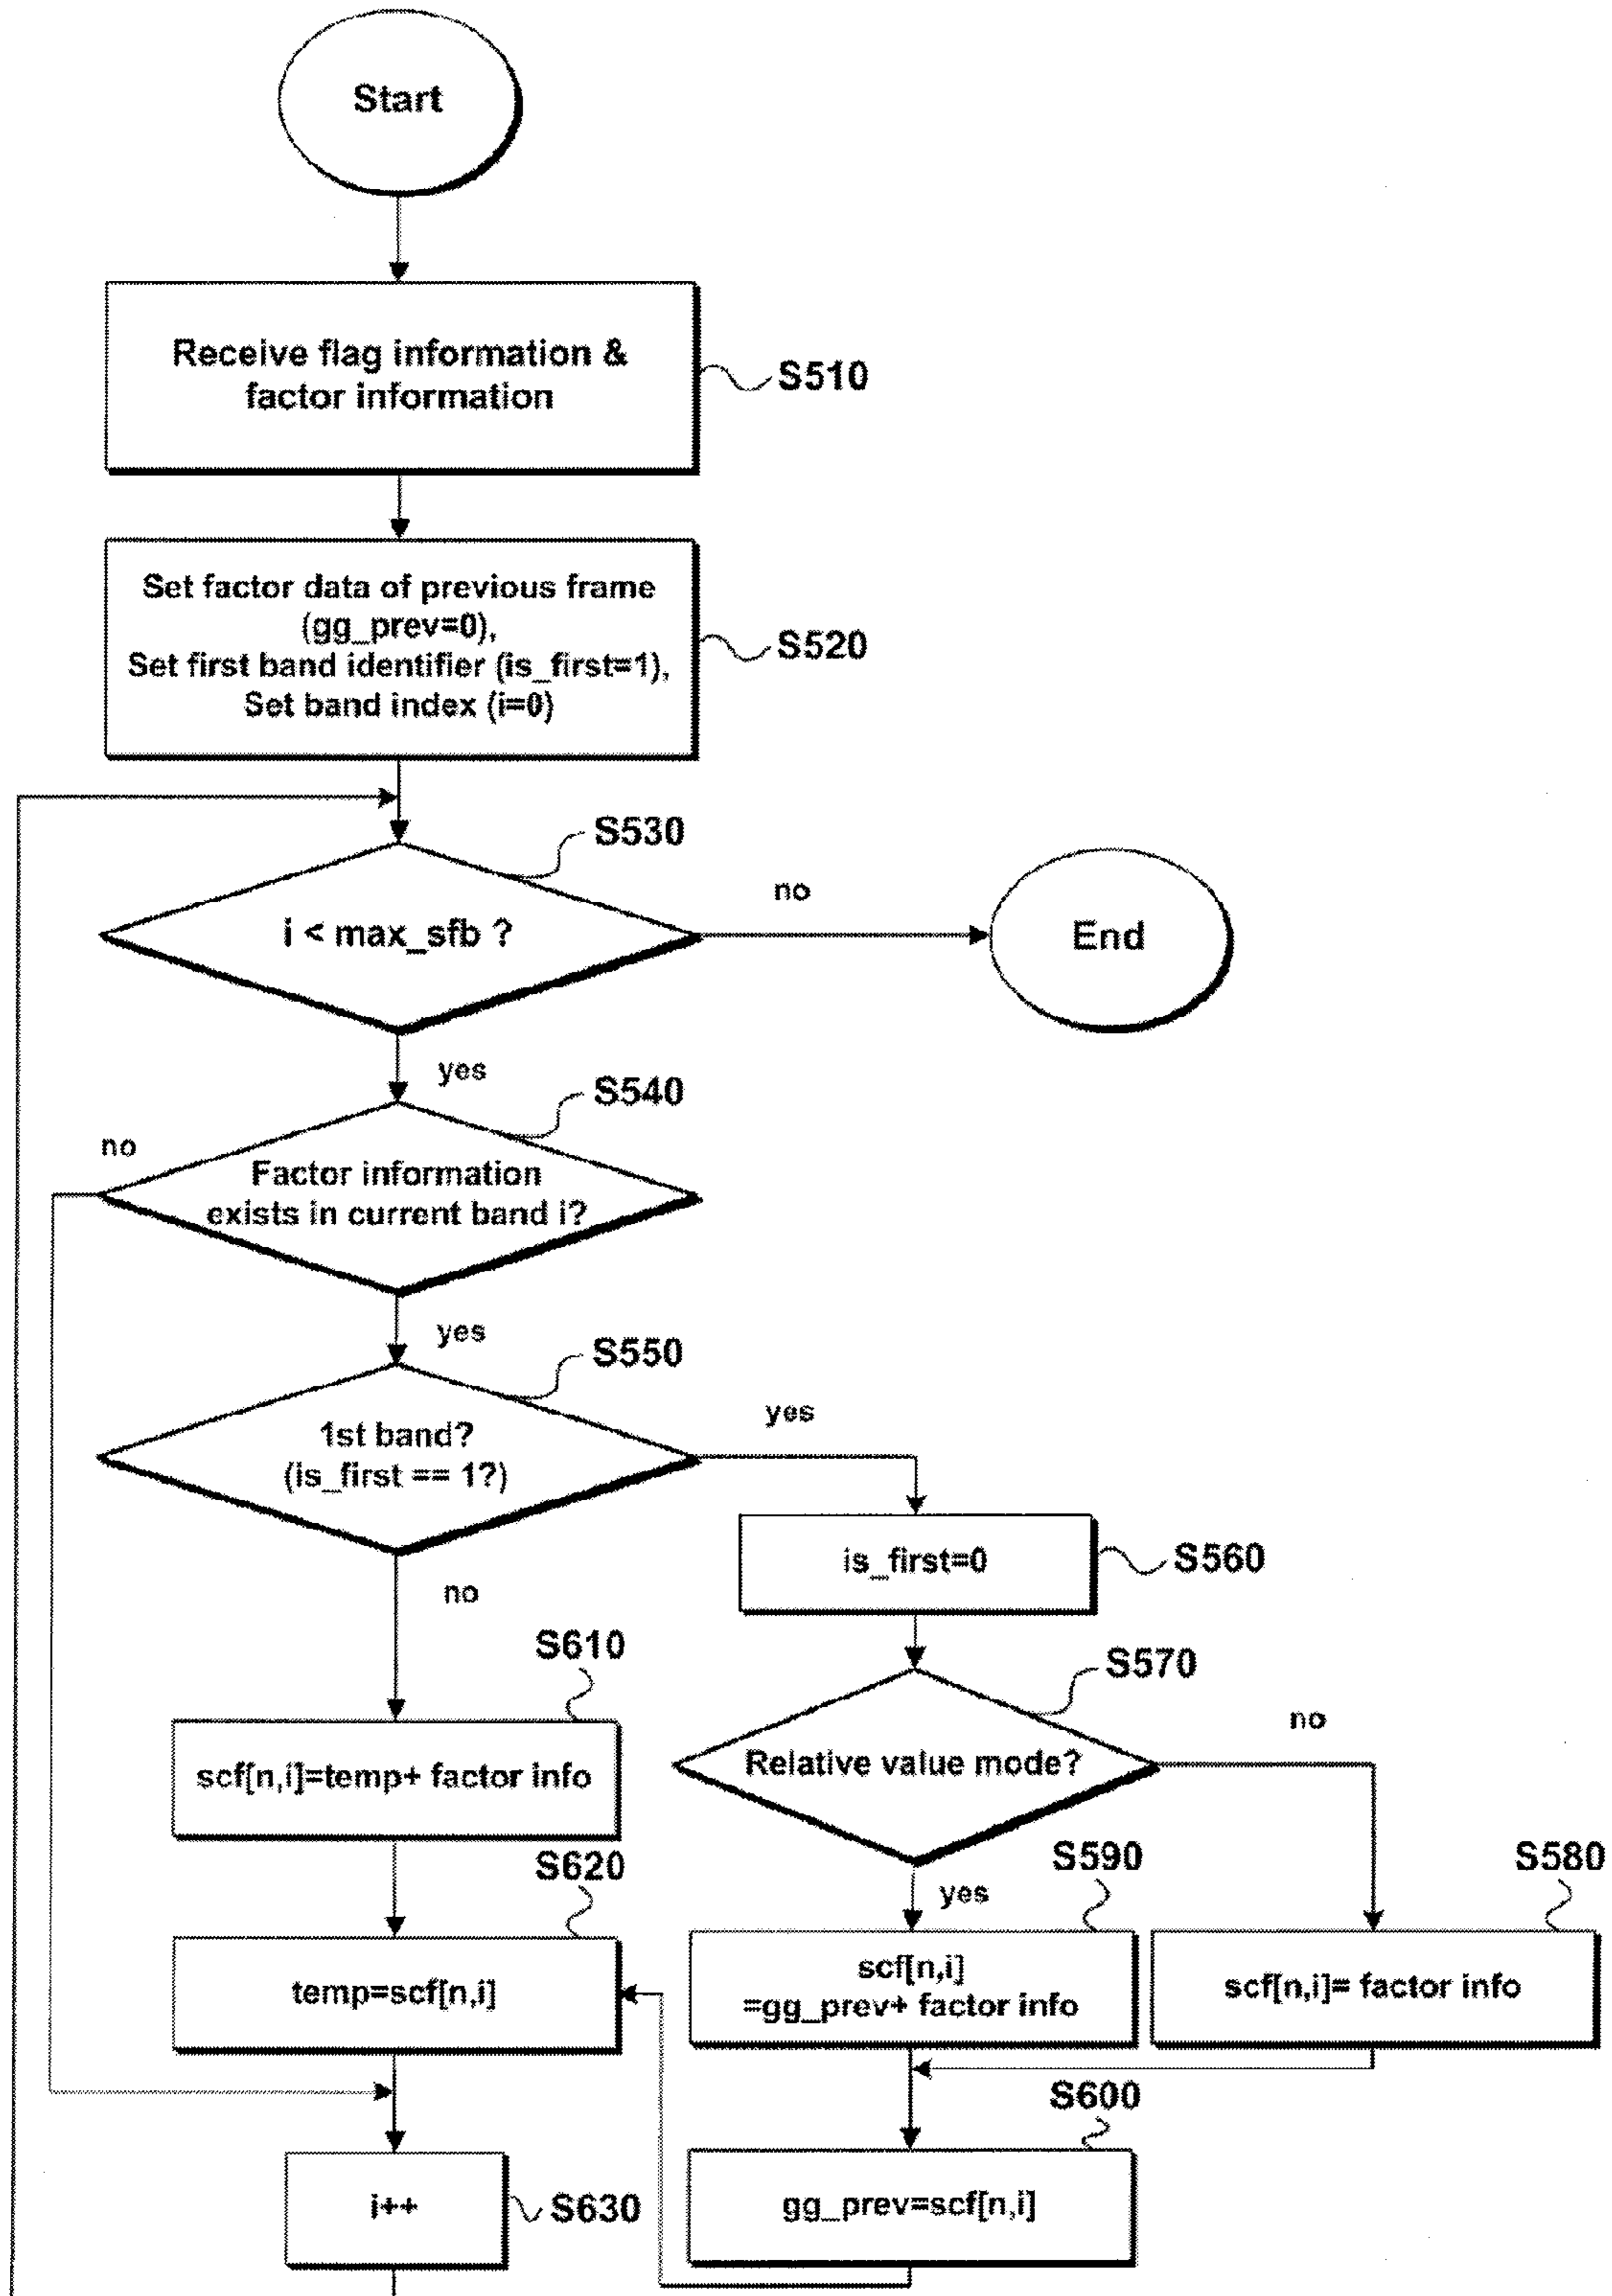 Start
Receive flag information &
factor information
S510
Set factor data of previous frame
(gg_prev=0),
Set first band identifier (is_first=1),
Set band index (i=0)
S520
S530
i < max_sfb ?
no
End
yes
S540
no
Factor information
exists in current band i?
yes
S550
1st band?
(is_first == 1?)
yes
is_first=0
S560
no
S610
S570
scf[n,i]=temp+ factor info
Relative value mode?
no
S620
S590
S580
yes
temp=scf[n,i]
scf[n,i]
=gg_prev+ factor info
scf[n,i]= factor info
S600
i++
S630
gg_prev=scf[n,i]